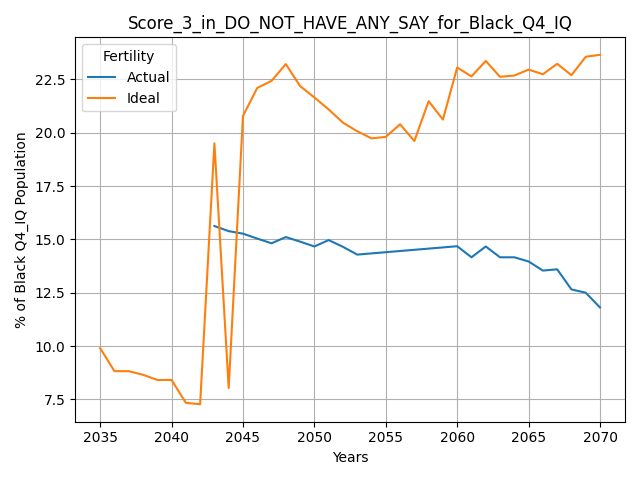 Score_3_in_DO_NOT_HAVE_ANY_SAY_for_Black_Q4_IQ
Fertility
Actual
Ideal
% of Black Q4_IQ Population
22.5
20.0
17.5
15.0
12.5
10.0
7.5
2035 2040 2045 2050 2055 2060 2065 2070
Years